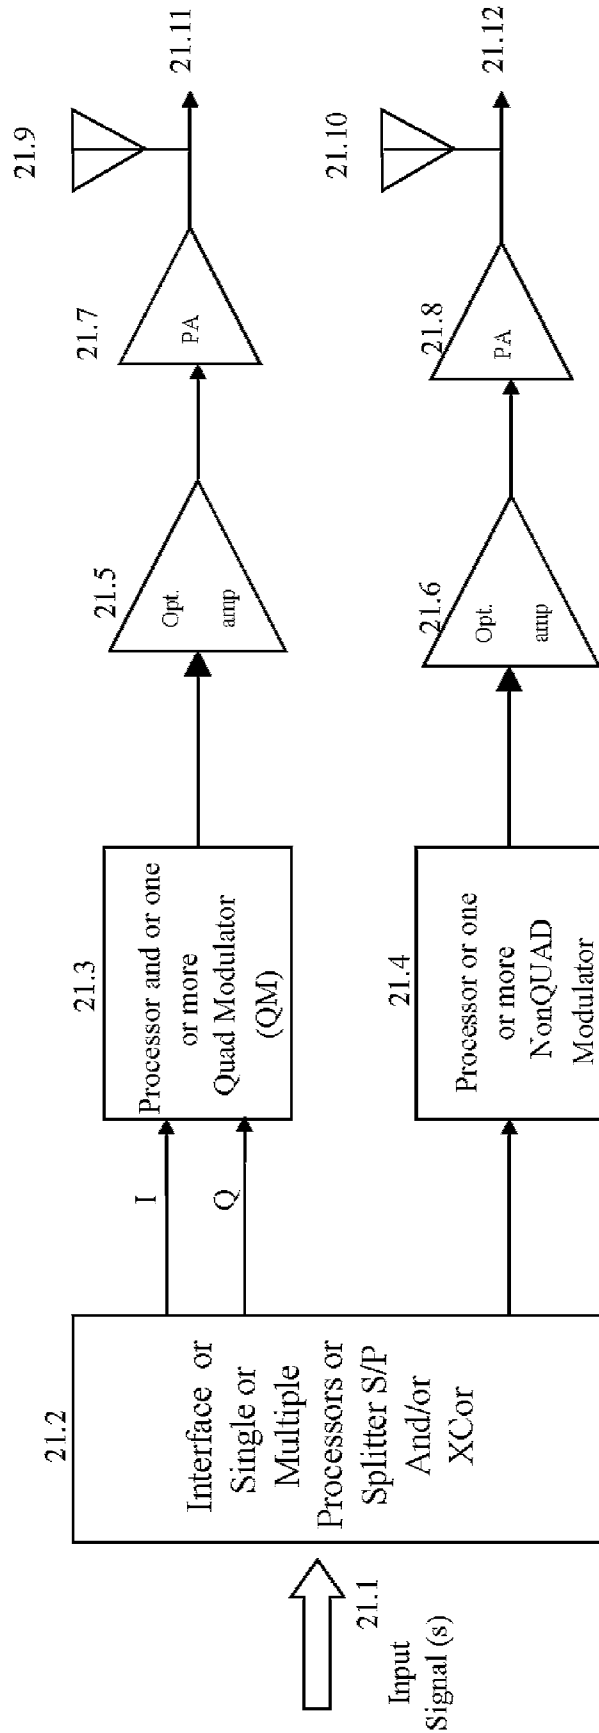 21.1
Input
Signal (s)
21.2
Interface or
Single or
Multiple
Processors or
Splitter S/P
And/or
XCor
I
Q
21.3
Processor and or one
or more
Quad Modulator
(QM)
21.5
Opt.
amp
21.7
PA
21.9
21.11
21.4
Processor or one
or more
NonQUAD
Modulator
21.6
Opt.
amp
21.8
PA
21.10
21.12